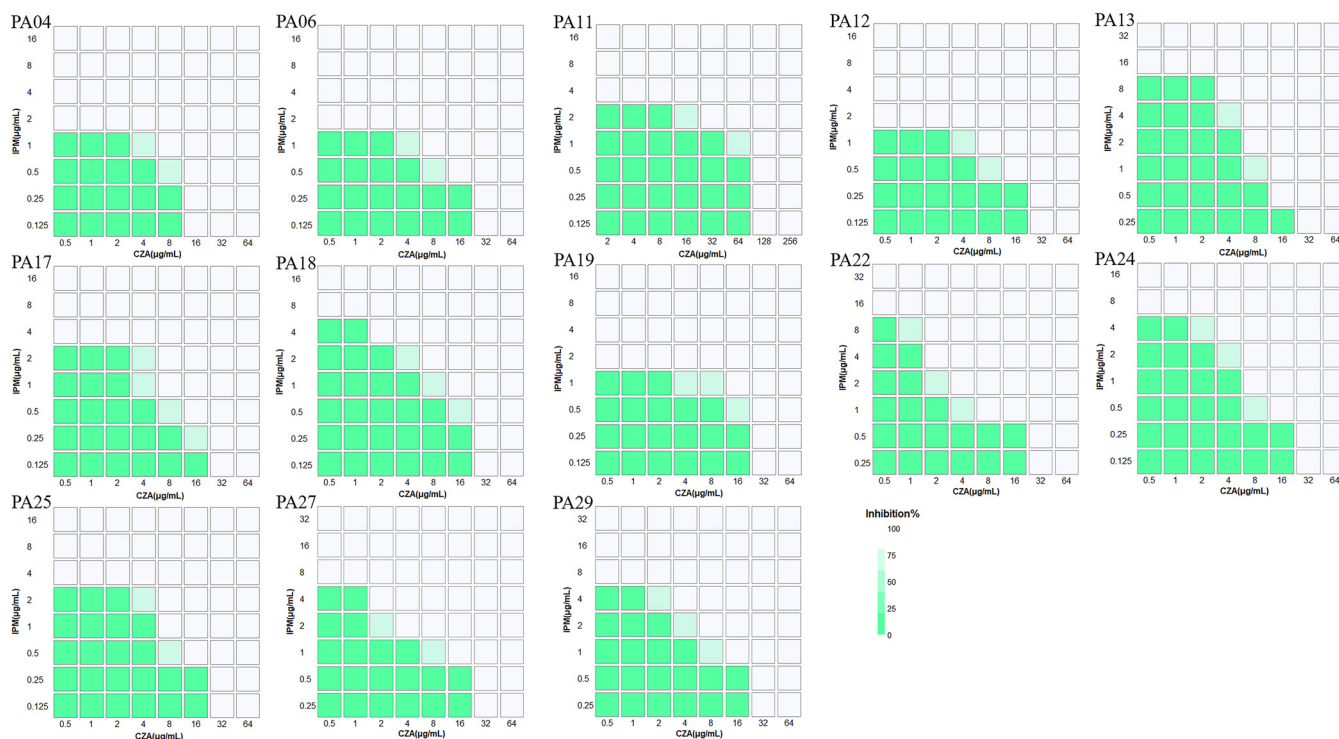 PA04
16
8
4
2
1
0.5
0.25
0.125
IPM(μg/mL)
0.5 1 2 4 8 16 32 64
CZA(μg/mL)
PA06
16
8
4
2
1
0.5
0.25
0.125
IPM(μg/mL)
0.5 1 2 4 8 16 32 64
CZA(μg/mL)
PA11
16
8
4
2
1
0.5
0.25
0.125
IPM(μg/mL)
2 4 8 16 32 64 128 256
CZA(μg/mL)
PA12
16
8
4
2
1
0.5
0.25
0.125
IPM(μg/mL)
0.5 1 2 4 8 16 32 64
CZA(μg/mL)
PA13
32
16
8
4
2
1
0.5
0.25
IPM(μg/mL)
0.5 1 2 4 8 16 32 64
CZA(μg/mL)
PA17
16
8
4
2
1
0.5
0.25
0.125
IPM(μg/mL)
0.5 1 2 4 8 16 32 64
CZA(μg/mL)
PA18
16
8
4
2
1
0.5
0.25
0.125
IPM(μg/mL)
0.5 1 2 4 8 16 32 64
CZA(μg/mL)
PA19
16
8
4
2
1
0.5
0.25
0.125
IPM(μg/mL)
0.5 1 2 4 8 16 32 64
CZA(μg/mL)
PA22
32
16
8
4
2
1
0.5
0.25
IPM(μg/mL)
0.5 1 2 4 8 16 32 64
CZA(μg/mL)
PA24
16
8
4
2
1
0.5
0.25
0.125
IPM(μg/mL)
0.5 1 2 4 8 16 32 64
CZA(μg/mL)
PA25
16
8
4
2
1
0.5
0.25
0.125
IPM(μg/mL)
0.5 1 2 4 8 16 32 64
CZA(μg/mL)
PA27
32
16
8
4
2
1
0.5
0.25
IPM(μg/mL)
0.5 1 2 4 8 16 32 64
CZA(μg/mL)
PA29
32
16
8
4
2
1
0.5
0.25
IPM(μg/mL)
0.5 1 2 4 8 16 32 64
CZA(μg/mL)
Inhibtion%
100
75
50
25
0